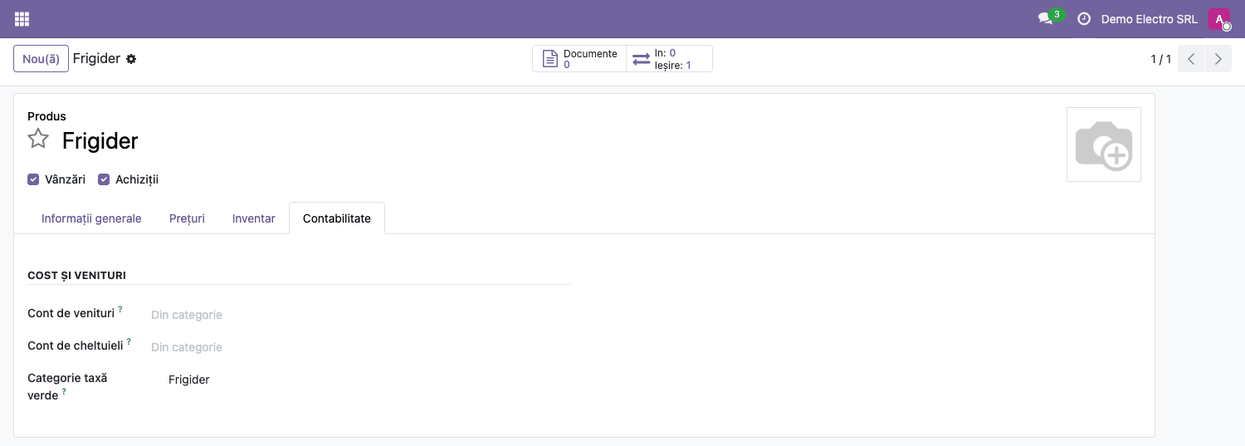 3
Demo Electro SRL
A
Nou(ă)
Frigider
Documente
0
In: 0
Ieșire: 1
1 / 1
Produs
Frigider
Vânzări
Achiziții
Informații generale
Prețuri
Inventar
Contabilitate
COST ȘI VENITURI
Cont de venituri ?
Din categorie
Cont de cheltuieli ?
Din categorie
Categorie taxă
verde ?
Frigider